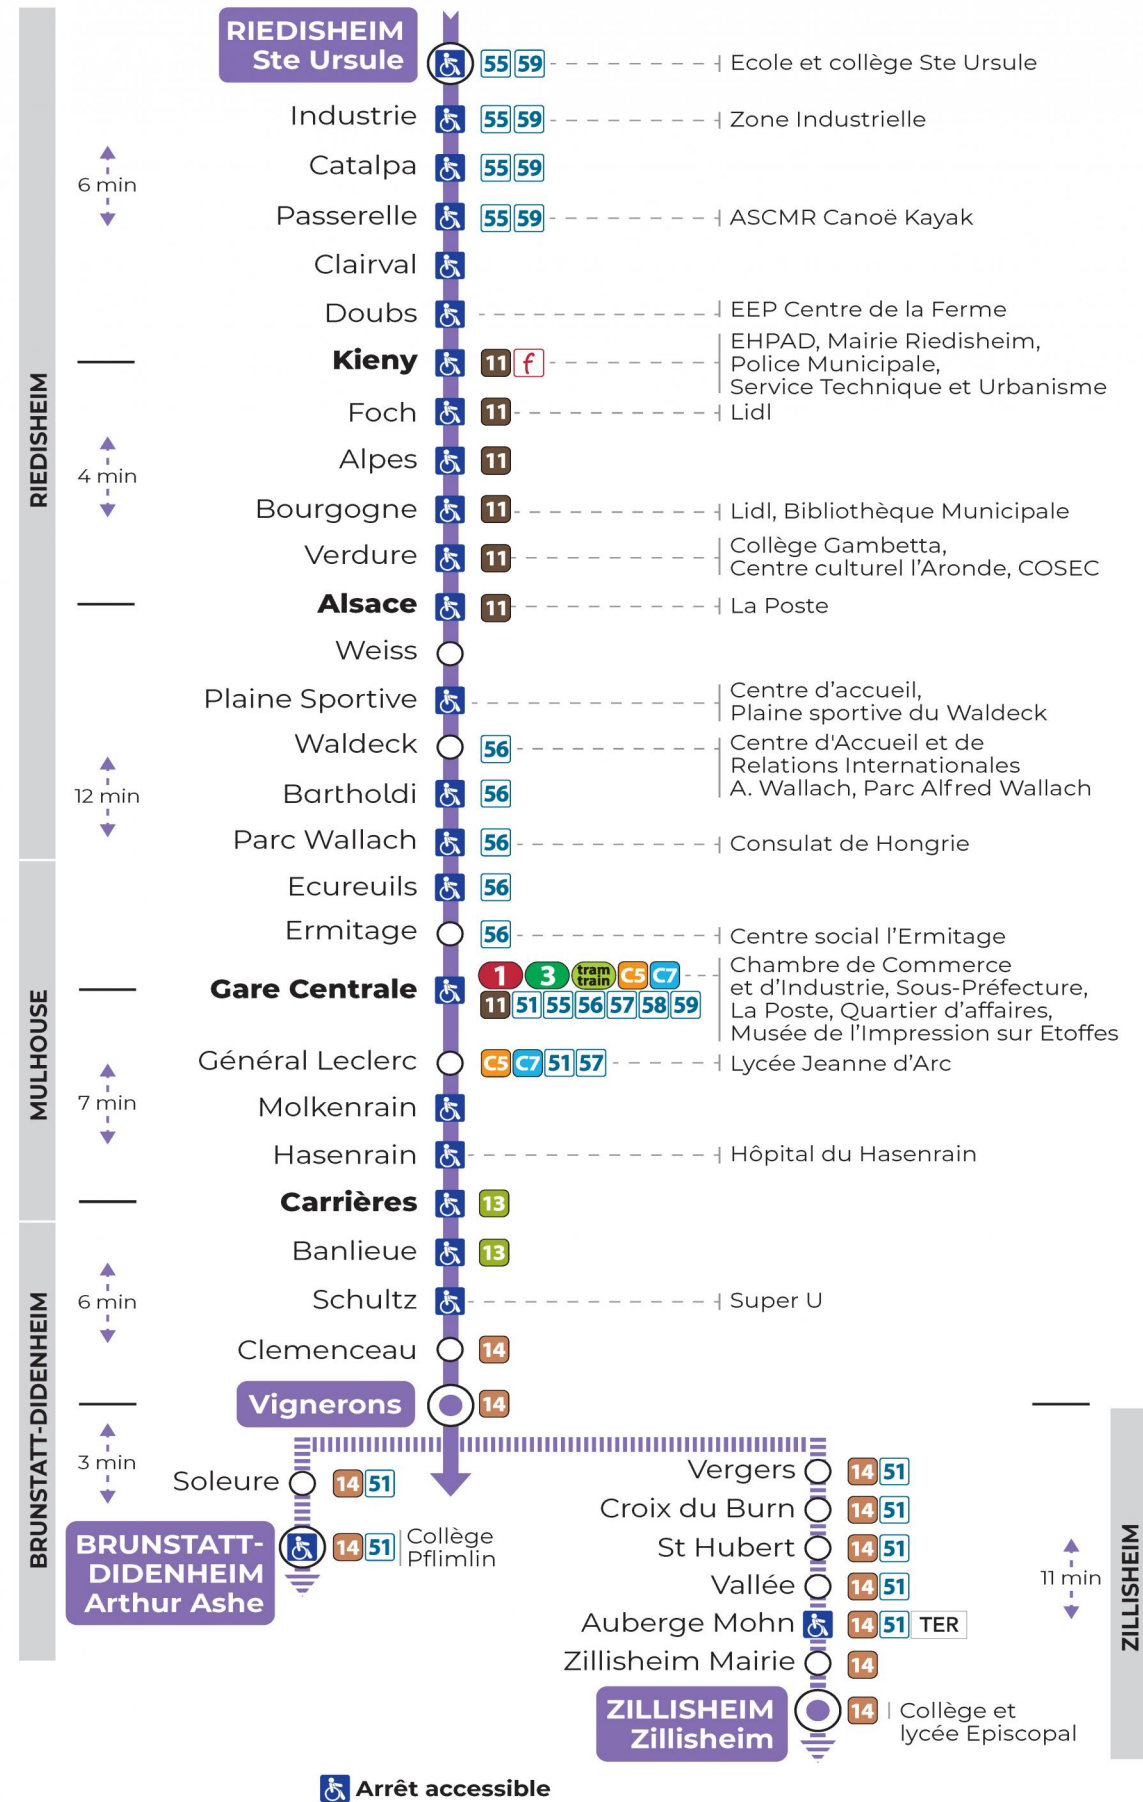 RIEDISHEIM
Ste Ursule
55 59
Ecole et collège Ste Ursule
Industrie
55 59
Zone Industrielle
Catalpa
55 59
6 min
Passerelle
55 59
ASCMR Canoë Kayak
Clairval
Doubs
EEP Centre de la Ferme
Kieny
11 f
EHPAD, Mairie Riedisheim,
Police Municipale,
Service Technique et Urbanisme
RIEDISHEIM
Foch
11
Lidl
Alpes
11
4 min
Bourgogne
11
Lidl, Bibliothèque Municipale
Verdure
11
Collège Gambetta,
Centre culturel l’Aronde, COSEC
Alsace
11
La Poste
Weiss
Plaine Sportive
Centre d’accueil,
Plaine sportive du Waldeck
Waldeck
56
Centre d'Accueil et de
Relations Internationales
A. Wallach, Parc Alfred Wallach
12 min
Bartholdi
56
Parc Wallach
56
Consulat de Hongrie
Ecureuils
56
Ermitage
56
Centre social l’Ermitage
MULHOUSE
Gare Centrale
1 3 tram train C5 C7
11 51 55 56 57 58 59
Chambre de Commerce
et d’Industrie, Sous-Préfecture,
La Poste, Quartier d’affaires,
Musée de l’Impression sur Etoffes
Général Leclerc
C5 C7 51 57
Lycée Jeanne d’Arc
7 min
Molkenrain
Hasenrain
Hôpital du Hasenrain
Carrières
13
Banlieue
13
6 min
Schultz
Super U
Clemenceau
14
BRUNSTATT-DIDENHEIM
Vignerons
14
3 min
Soleure
14 51
BRUNSTATT-
DIDENHEIM
Arthur Ashe
14 51
Collège
Pflimlin
Vergers
14 51
Croix du Burn
14 51
St Hubert
14 51
11 min
Vallée
14 51
Auberge Mohn
14 51 TER
Zillisheim Mairie
14
ZILLISHEIM
Zillisheim
14
Collège et
lycée Episcopal
ZILLISHEIM
Arrêt accessible